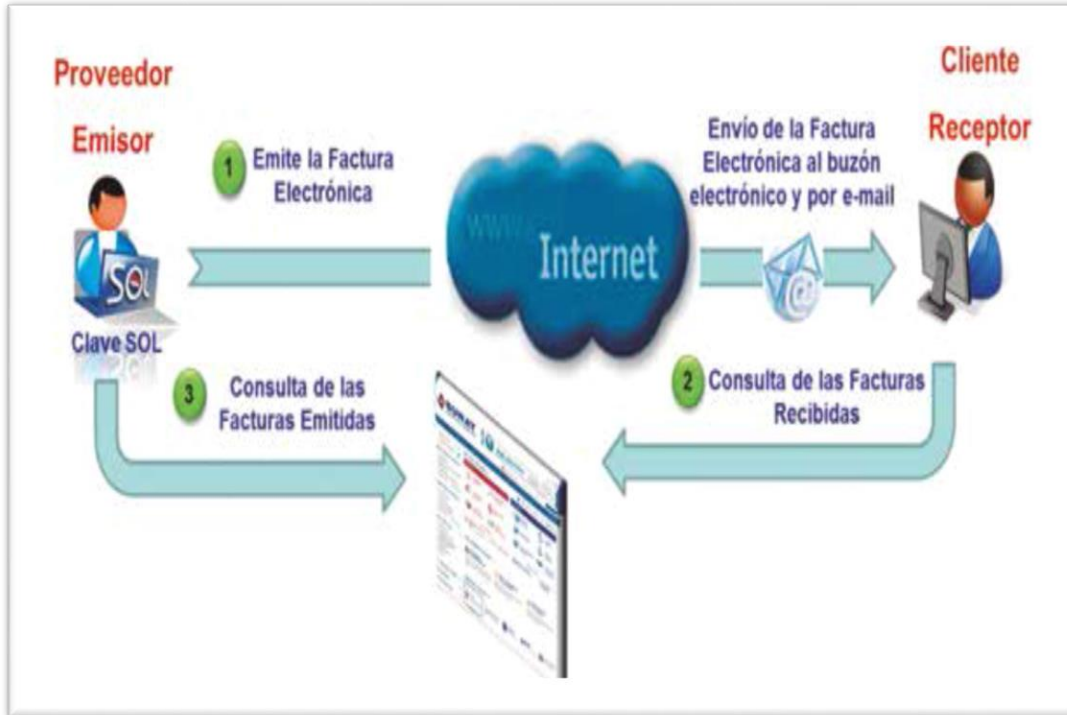 Proveedor
Emisor
SOL
Clave SOL
1
Emite la Factura
Electrónica
www.
Internet
Envío de la Factura
Electrónica al buzón
electrónico y por e-mail
@
Cliente
Receptor
3
Consulta de las
Facturas Emitidas
2
Consulta de las Facturas
Recibidas
SUNAT